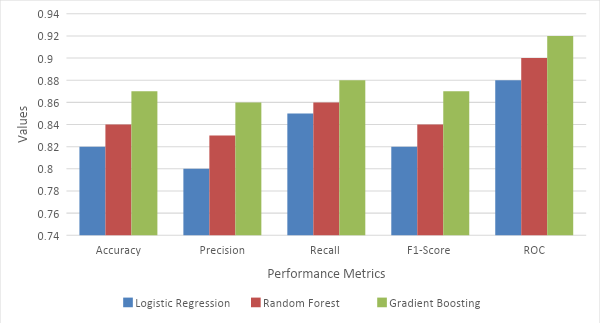 0.94
0.92
0.9
0.88
0.86
0.84
0.82
0.8
0.78
0.76
0.74
Values
Accuracy Precision Recall F1-Score ROC
Performance Metrics
Logistic Regression Random Forest Gradient Boosting